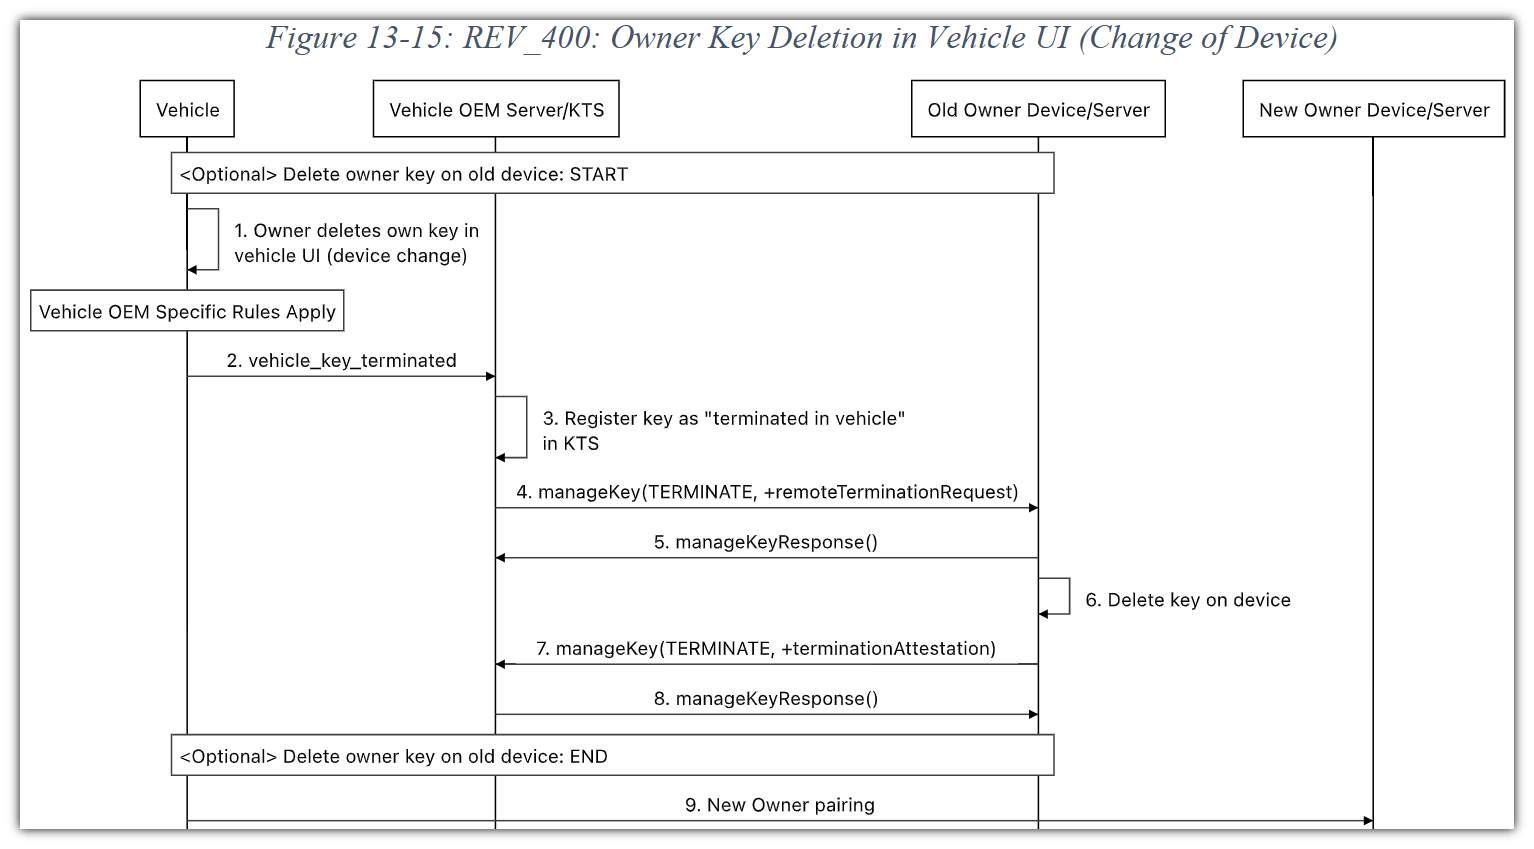 Figure 13-15: REV_400: Owner Key Deletion in Vehicle UI (Change of Device)
Vehicle
Vehicle OEM Server/KTS
Old Owner Device/Server
New Owner Device/Server
<Optional> Delete owner key on old device: START
1. Owner deletes own key in
vehicle UI (device change)
Vehicle OEM Specific Rules Apply
2. vehicle_key_terminated
3. Register key as "terminated in vehicle"
in KTS
4. manageKey(TERMINATE, +remoteTerminationRequest)
5. manageKeyResponse()
6. Delete key on device
7. manageKey(TERMINATE, +terminationAttestation)
8. manageKeyResponse()
<Optional> Delete owner key on old device: END
9. New Owner pairing